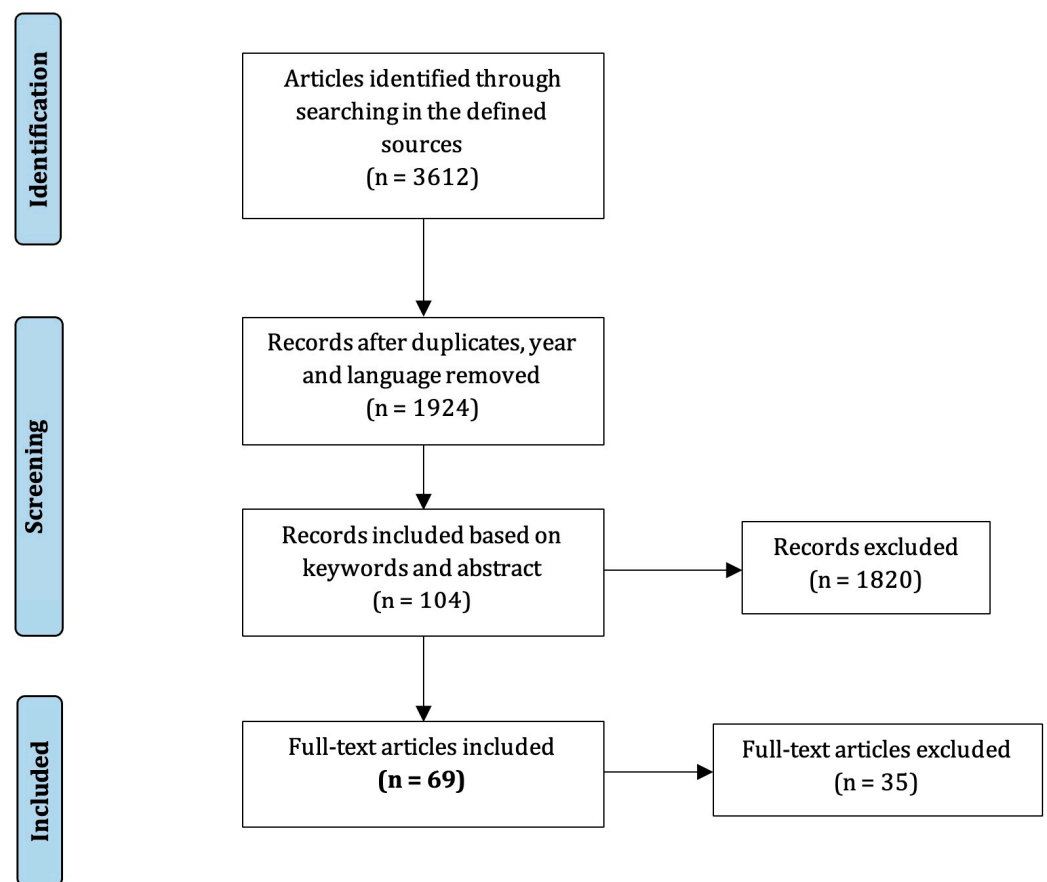 Identification
Articles identified through
searching in the defined
sources
(n = 3612)
Screening
Records after duplicates, year
and language removed
(n = 1924)
Records included based on
keywords and abstract
(n = 104)
Records excluded
(n = 1820)
Included
Full-text articles included
(n = 69)
Full-text articles excluded
(n = 35)